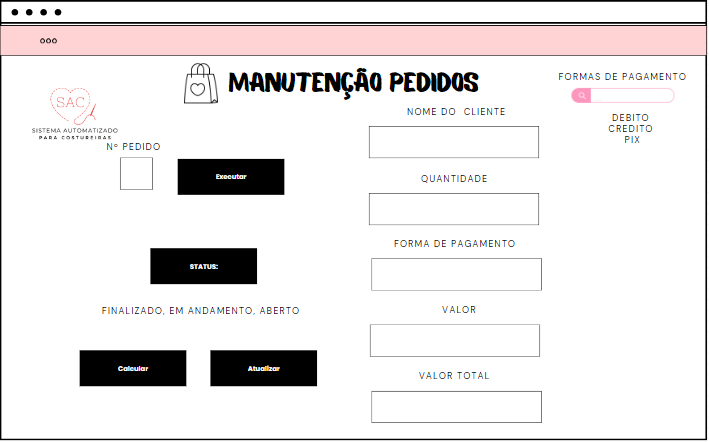 MANUTENÇÃO PEDIDOS
SAC
SISTEMA AUTOMATIZADO
PARA COSTUREIRAS
Nº PEDIDO
Executar
STATUS:
FINALIZADO, EM ANDAMENTO, ABERTO
Calcular
Atualizar
NOME DO CLIENTE
QUANTIDADE
FORMA DE PAGAMENTO
VALOR
VALOR TOTAL
FORMAS DE PAGAMENTO
DEBITO
CREDITO
PIX